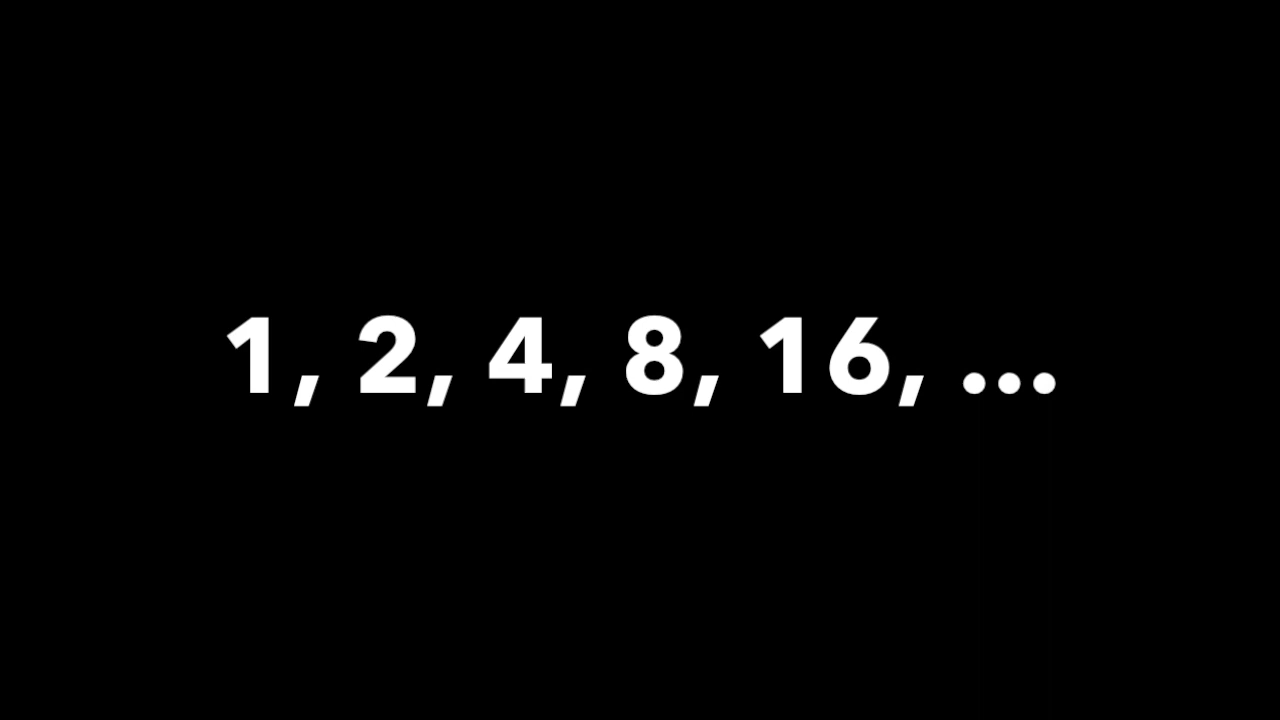 1, 2, 4, 8, 16, ...